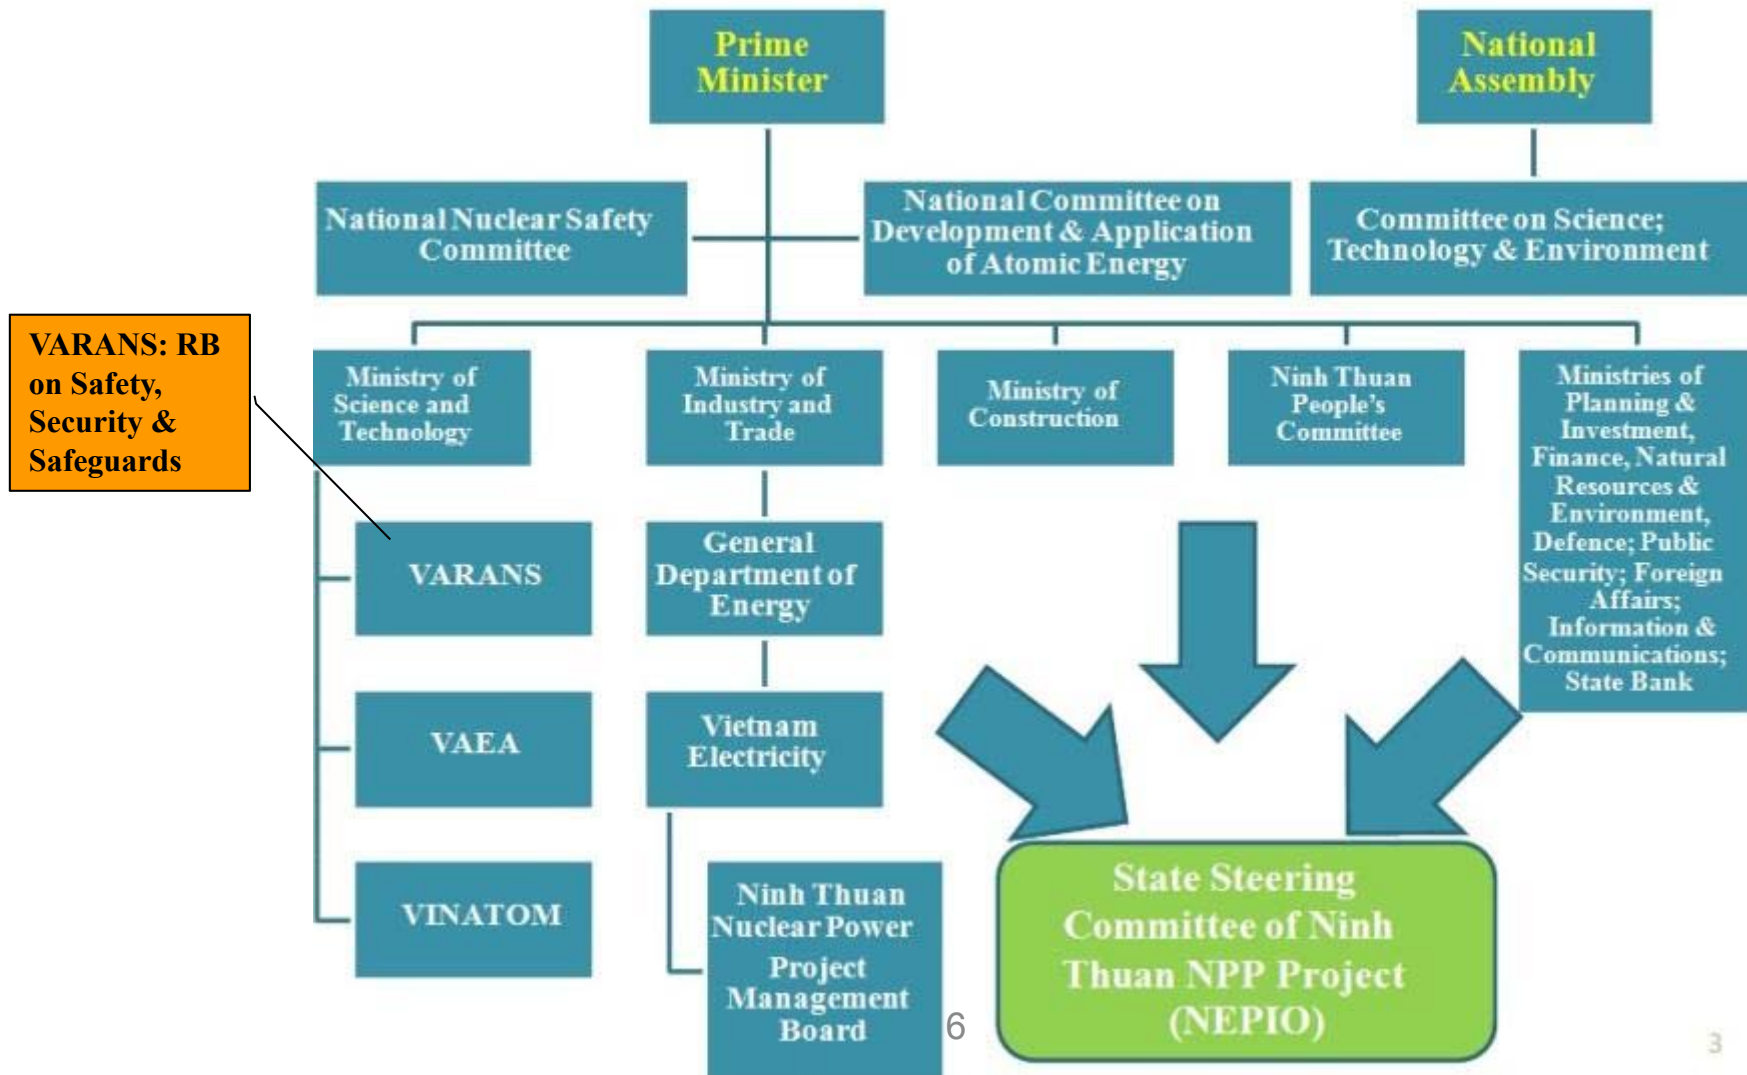 Prime
Minister
National
Assembly
National Nuclear Safety
Committee
National Committee on
Development & Application
of Atomic Energy
Committee on Science;
Technology & Environment
VARANS: RB
on Safety,
Security &
Safeguards
Ministry of
Science and
Technology
Ministry of
Industry and
Trade
Ministry of
Construction
Ninh Thuan
People's
Committee
Ministries of
Planning &
Investment,
Finance, Natural
Resources &
Environment,
Defence; Public
Security; Foreign
Affairs;
Information &
Communications;
State Bank
VARANS
General
Department of
Energy
VAEA
Vietnam
Electricity
VINATOM
Ninh Thuan
Nuclear Power
Project
Management
Board
State Steering
Committee of Ninh
Thuan NPP Project
(NEPIO)
6
3